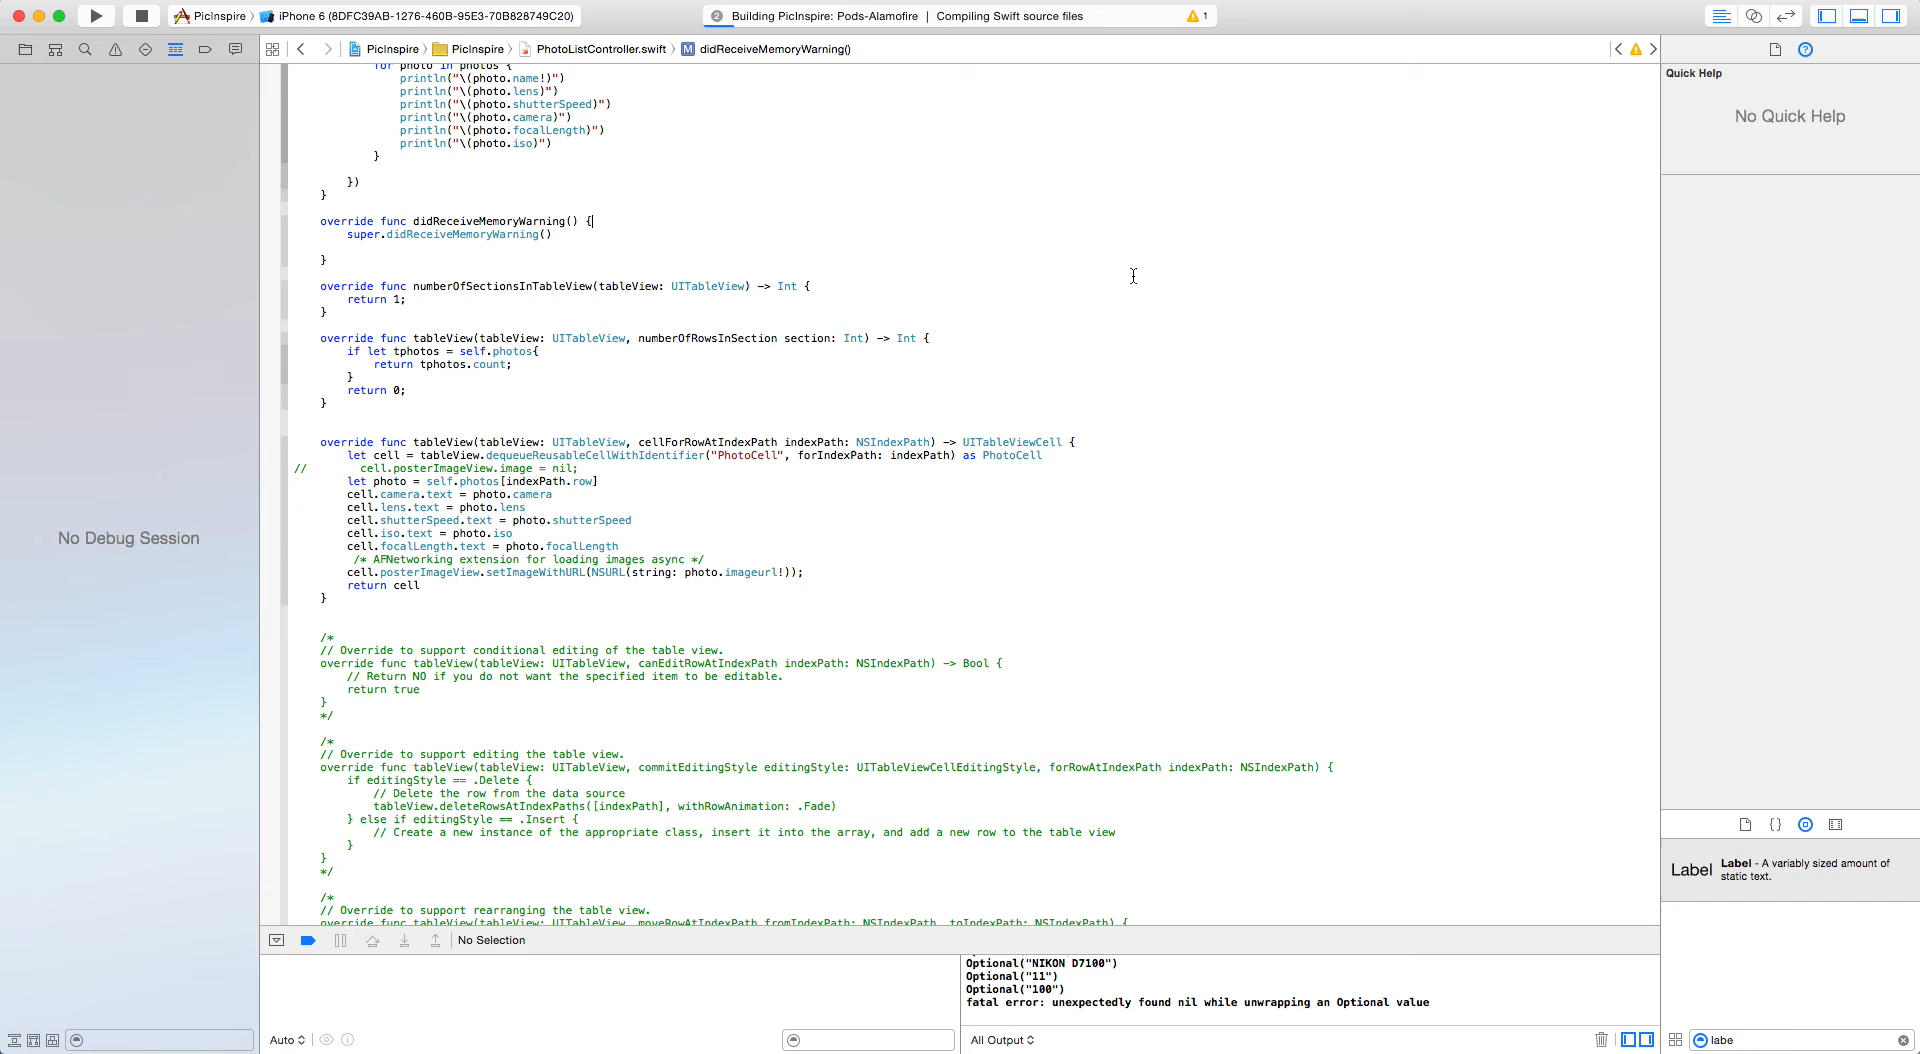 PicInspire
iPhone 6 (8DFC39AB-1276-460B-95E3-70B828749C20)
2 Building PicInspire: Pods-Alamofire | Compiling Swift source files
1
PicInspire
PicInspire
PhotoListController.swift
M didReceiveMemoryWarning()
Quick Help
No Quick Help
for photo in photos {
println("\(photo.name!)")
println("\(photo.lens)")
println("\(photo.shutterSpeed)")
println("\(photo.camera)")
println("\(photo.focalLength)")
println("\(photo.iso)")
}
})
}
override func didReceiveMemoryWarning() {
super.didReceiveMemoryWarning()
}
override func numberOfSectionsInTableView(tableView: UITableView) -> Int {
return 1;
}
override func tableView(tableView: UITableView, numberOfRowsInSection section: Int) -> Int {
if let tphotos = self.photos{
return tphotos.count;
}
return 0;
}
override func tableView(tableView: UITableView, cellForRowAtIndexPath indexPath: NSIndexPath) -> UITableViewCell {
let cell = tableView.dequeueReusableCellWithIdentifier("PhotoCell", forIndexPath: indexPath) as PhotoCell
// cell.posterImageView.image = nil;
let photo = self.photos[indexPath.row]
cell.camera.text = photo.camera
cell.lens.text = photo.lens
cell.shutterSpeed.text = photo.shutterSpeed
cell.iso.text = photo.iso
cell.focalLength.text = photo.focalLength
/* AFNetworking extension for loading images async */
cell.posterImageView.setImageWithURL(NSURL(string: photo.imageurl!));
return cell
}
/*
// Override to support conditional editing of the table view.
override func tableView(tableView: UITableView, canEditRowAtIndexPath indexPath: NSIndexPath) -> Bool {
// Return NO if you do not want the specified item to be editable.
return true
}
*/
/*
// Override to support editing the table view.
override func tableView(tableView: UITableView, commitEditingStyle editingStyle: UITableViewCellEditingStyle, forRowAtIndexPath indexPath: NSIndexPath) {
if editingStyle == .Delete {
// Delete the row from the data source
tableView.deleteRowsAtIndexPaths([indexPath], withRowAnimation: .Fade)
} else if editingStyle == .Insert {
// Create a new instance of the appropriate class, insert it into the array, and add a new row to the table view
}
}
*/
/*
// Override to support rearranging the table view.
override func tableView(tableView: UITableView, moveRowAtIndexPath fromIndexPath: NSIndexPath, toIndexPath: NSIndexPath) {
No Debug Session
Label
Label - A variably sized amount of
static text.
No Selection
Optional("NIKON D7100")
Optional("11")
Optional("100")
fatal error: unexpectedly found nil while unwrapping an Optional value
Auto
All Output
labe